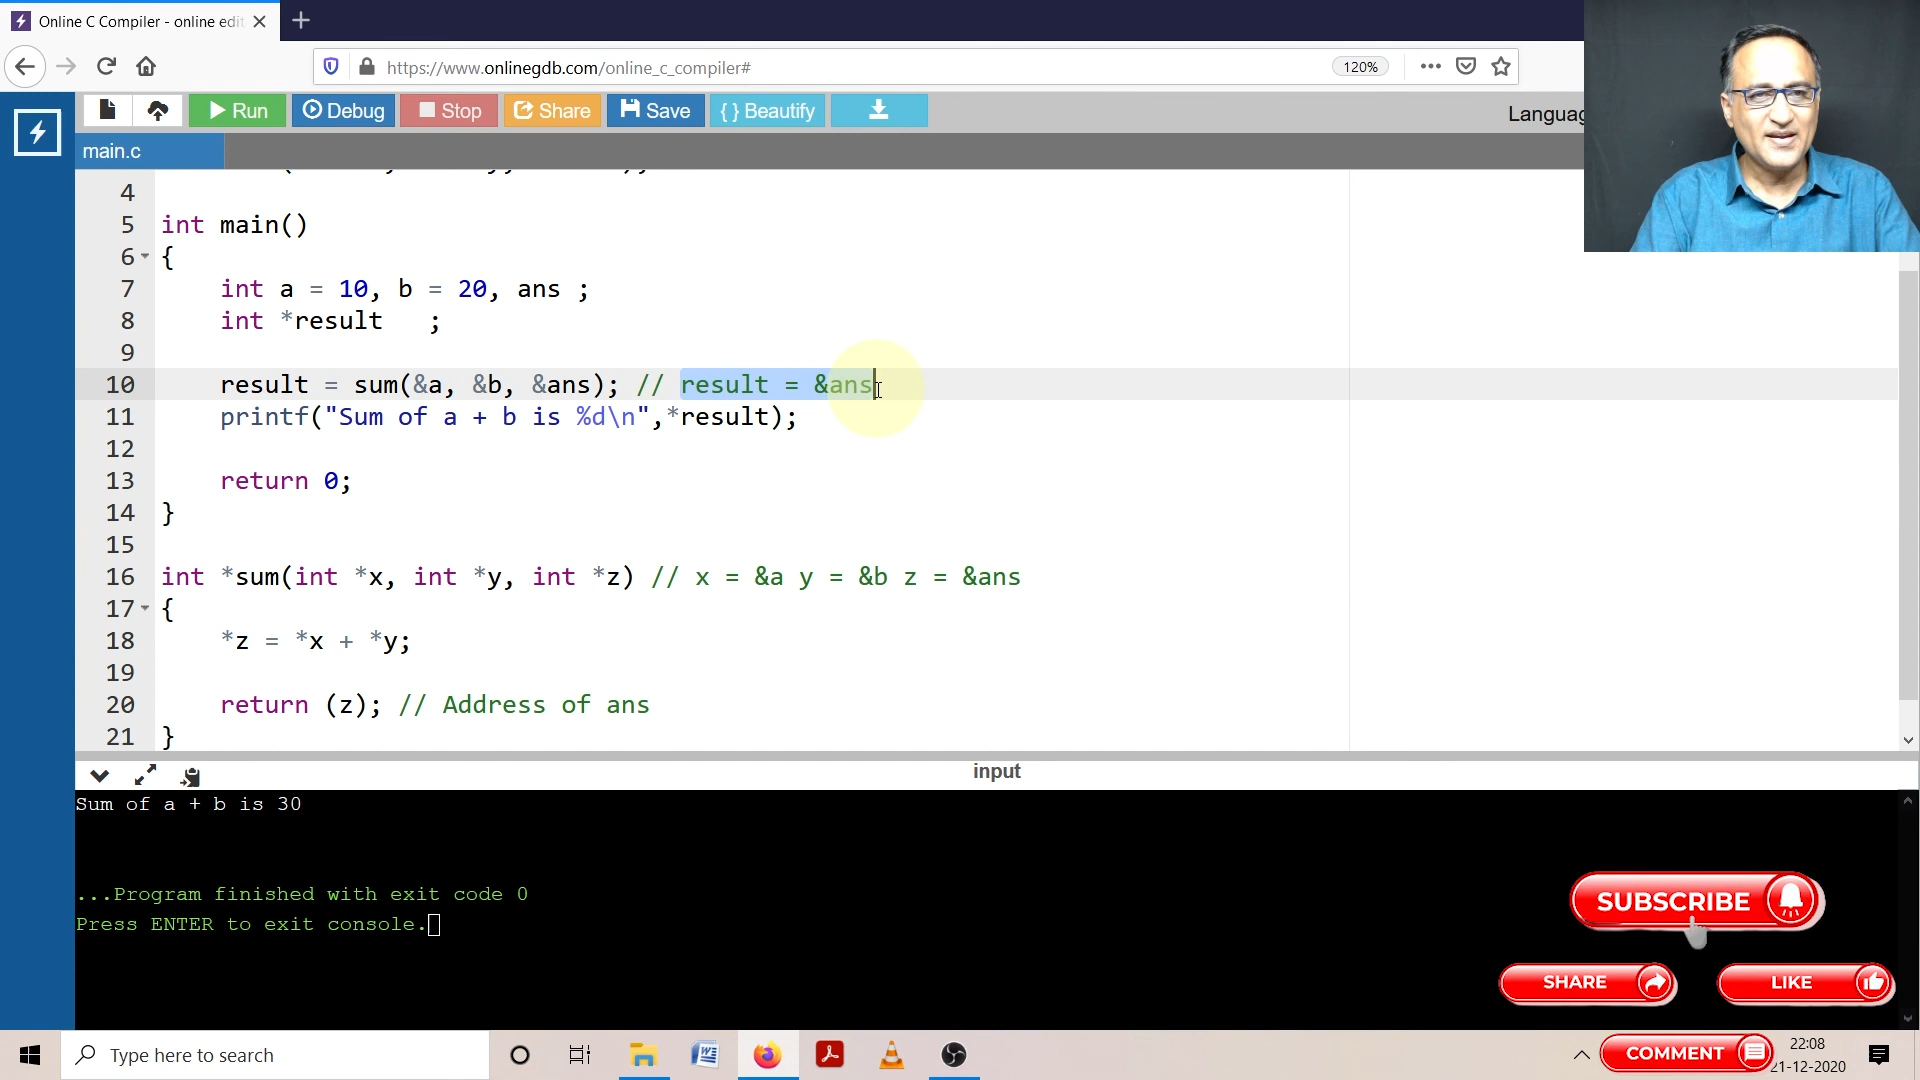 Online C Compiler - online edit
https://www.onlinegdb.com/online_c_compiler#
120%
Run
Debug
Stop
Share
Save
{ } Beautify
Language
main.c
4
5 int main()
6 {
7 int a = 10, b = 20, ans ;
8 int *result ;
9
10 result = sum(&a, &b, &ans); // result = &ans
11 printf("Sum of a + b is %d\n",*result);
12
13 return 0;
14 }
15
16 int *sum(int *x, int *y, int *z) // x = &a y = &b z = &ans
17 {
18 *z = *x + *y;
19
20 return (z); // Address of ans
21 }
input
Sum of a + b is 30
...Program finished with exit code 0
Press ENTER to exit console.
SUBSCRIBE
SHARE
LIKE
Type here to search
COMMENT
22:08
21-12-2020